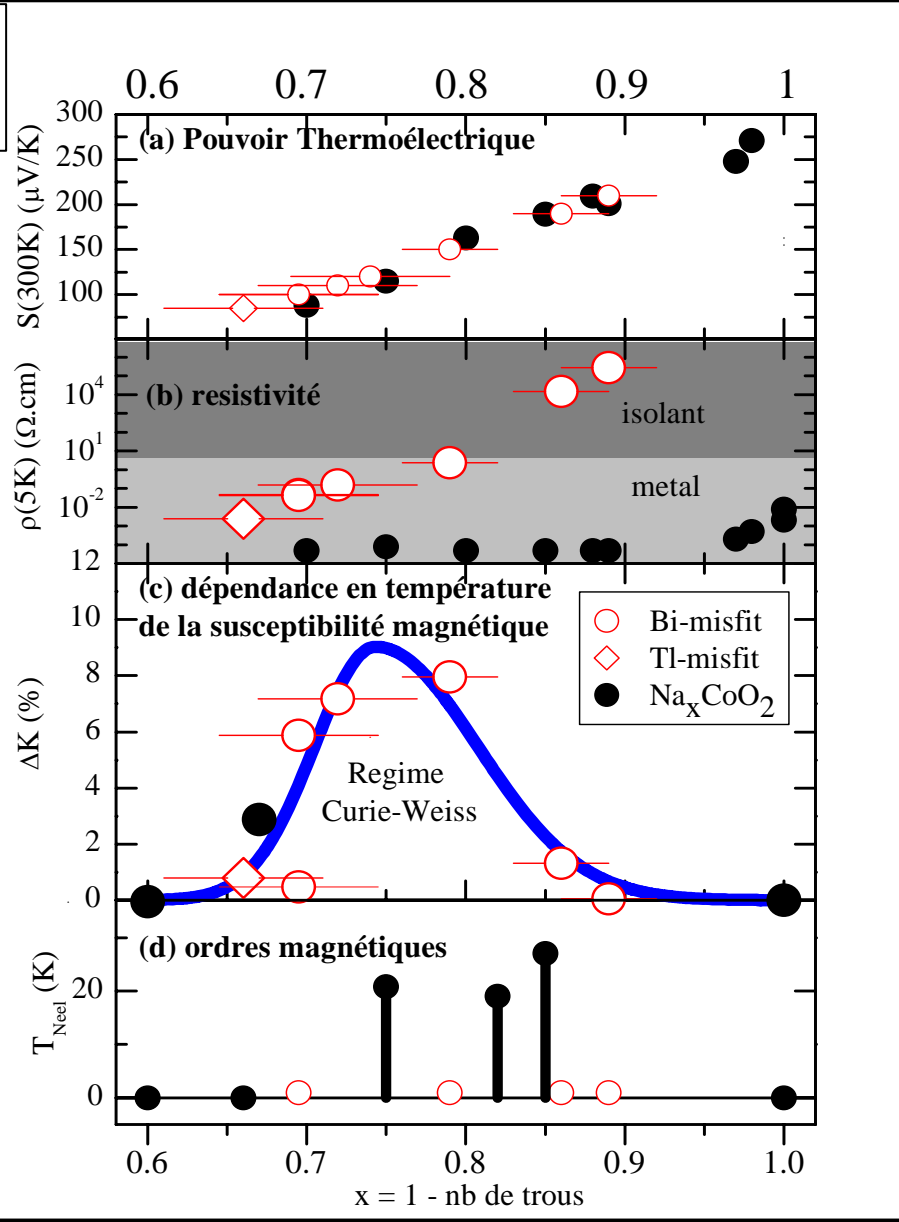 0.6 0.7 0.8 0.9 1
300
250
200
150
100
S(300K) (µV/K)
(a) Pouvoir Thermoélectrique
10^4
10^1
10^-2
ρ(5K) (Ω.cm)
(b) resistivité
isolant
metal
12
10
8
6
4
2
0
ΔK (%)
(c) dépendance en température
de la susceptibilité magnétique
Bi-misfit
Tl-misfit
Na_xCoO_2
Regime
Curie-Weiss
20
0
T_Neel (K)
(d) ordres magnétiques
0.6 0.7 0.8 0.9 1.0
x = 1 - nb de trous